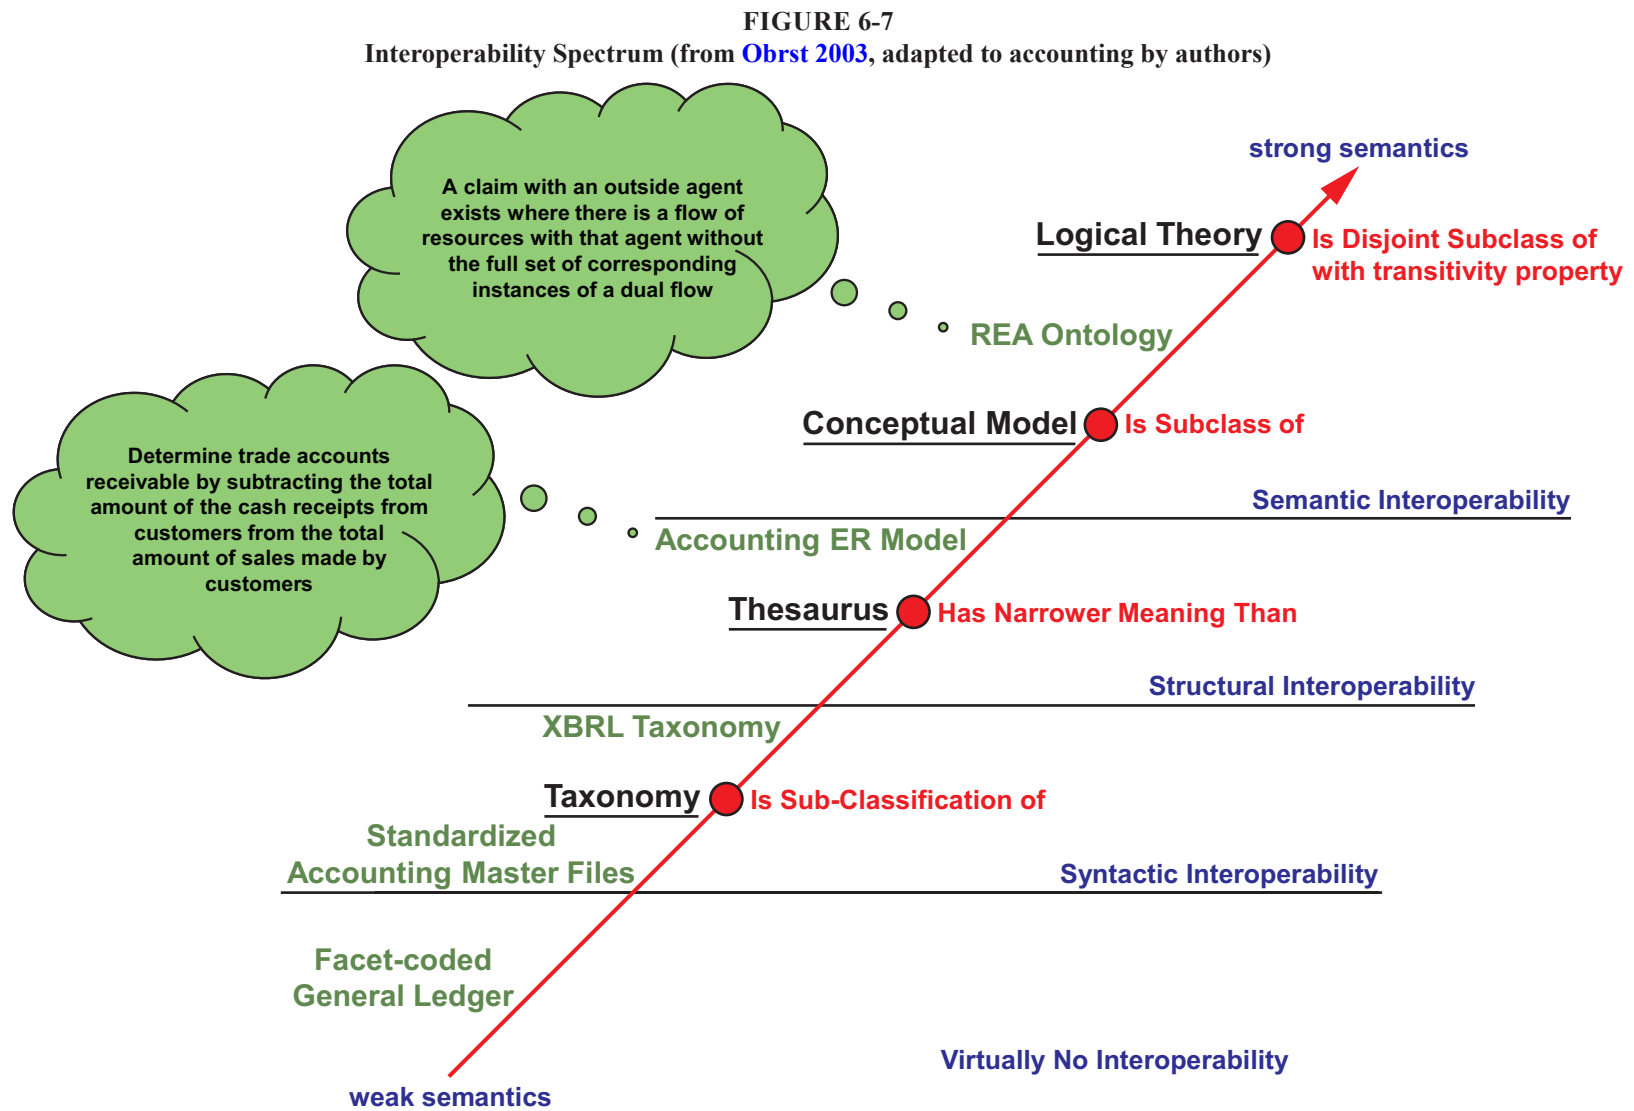 FIGURE 6-7
Interoperability Spectrum (from Obrst 2003, adapted to accounting by authors)
strong semantics
A claim with an outside agent
exists where there is a flow of
resources with that agent without
the full set of corresponding
instances of a dual flow
Logical Theory
Is Disjoint Subclass of
with transitivity property
REA Ontology
Conceptual Model
Is Subclass of
Determine trade accounts
receivable by subtracting the total
amount of the cash receipts from
customers from the total
amount of sales made by
customers
Semantic Interoperability
Accounting ER Model
Thesaurus
Has Narrower Meaning Than
Structural Interoperability
XBRL Taxonomy
Taxonomy
Is Sub-Classification of
Standardized
Accounting Master Files
Syntactic Interoperability
Facet-coded
General Ledger
Virtually No Interoperability
weak semantics